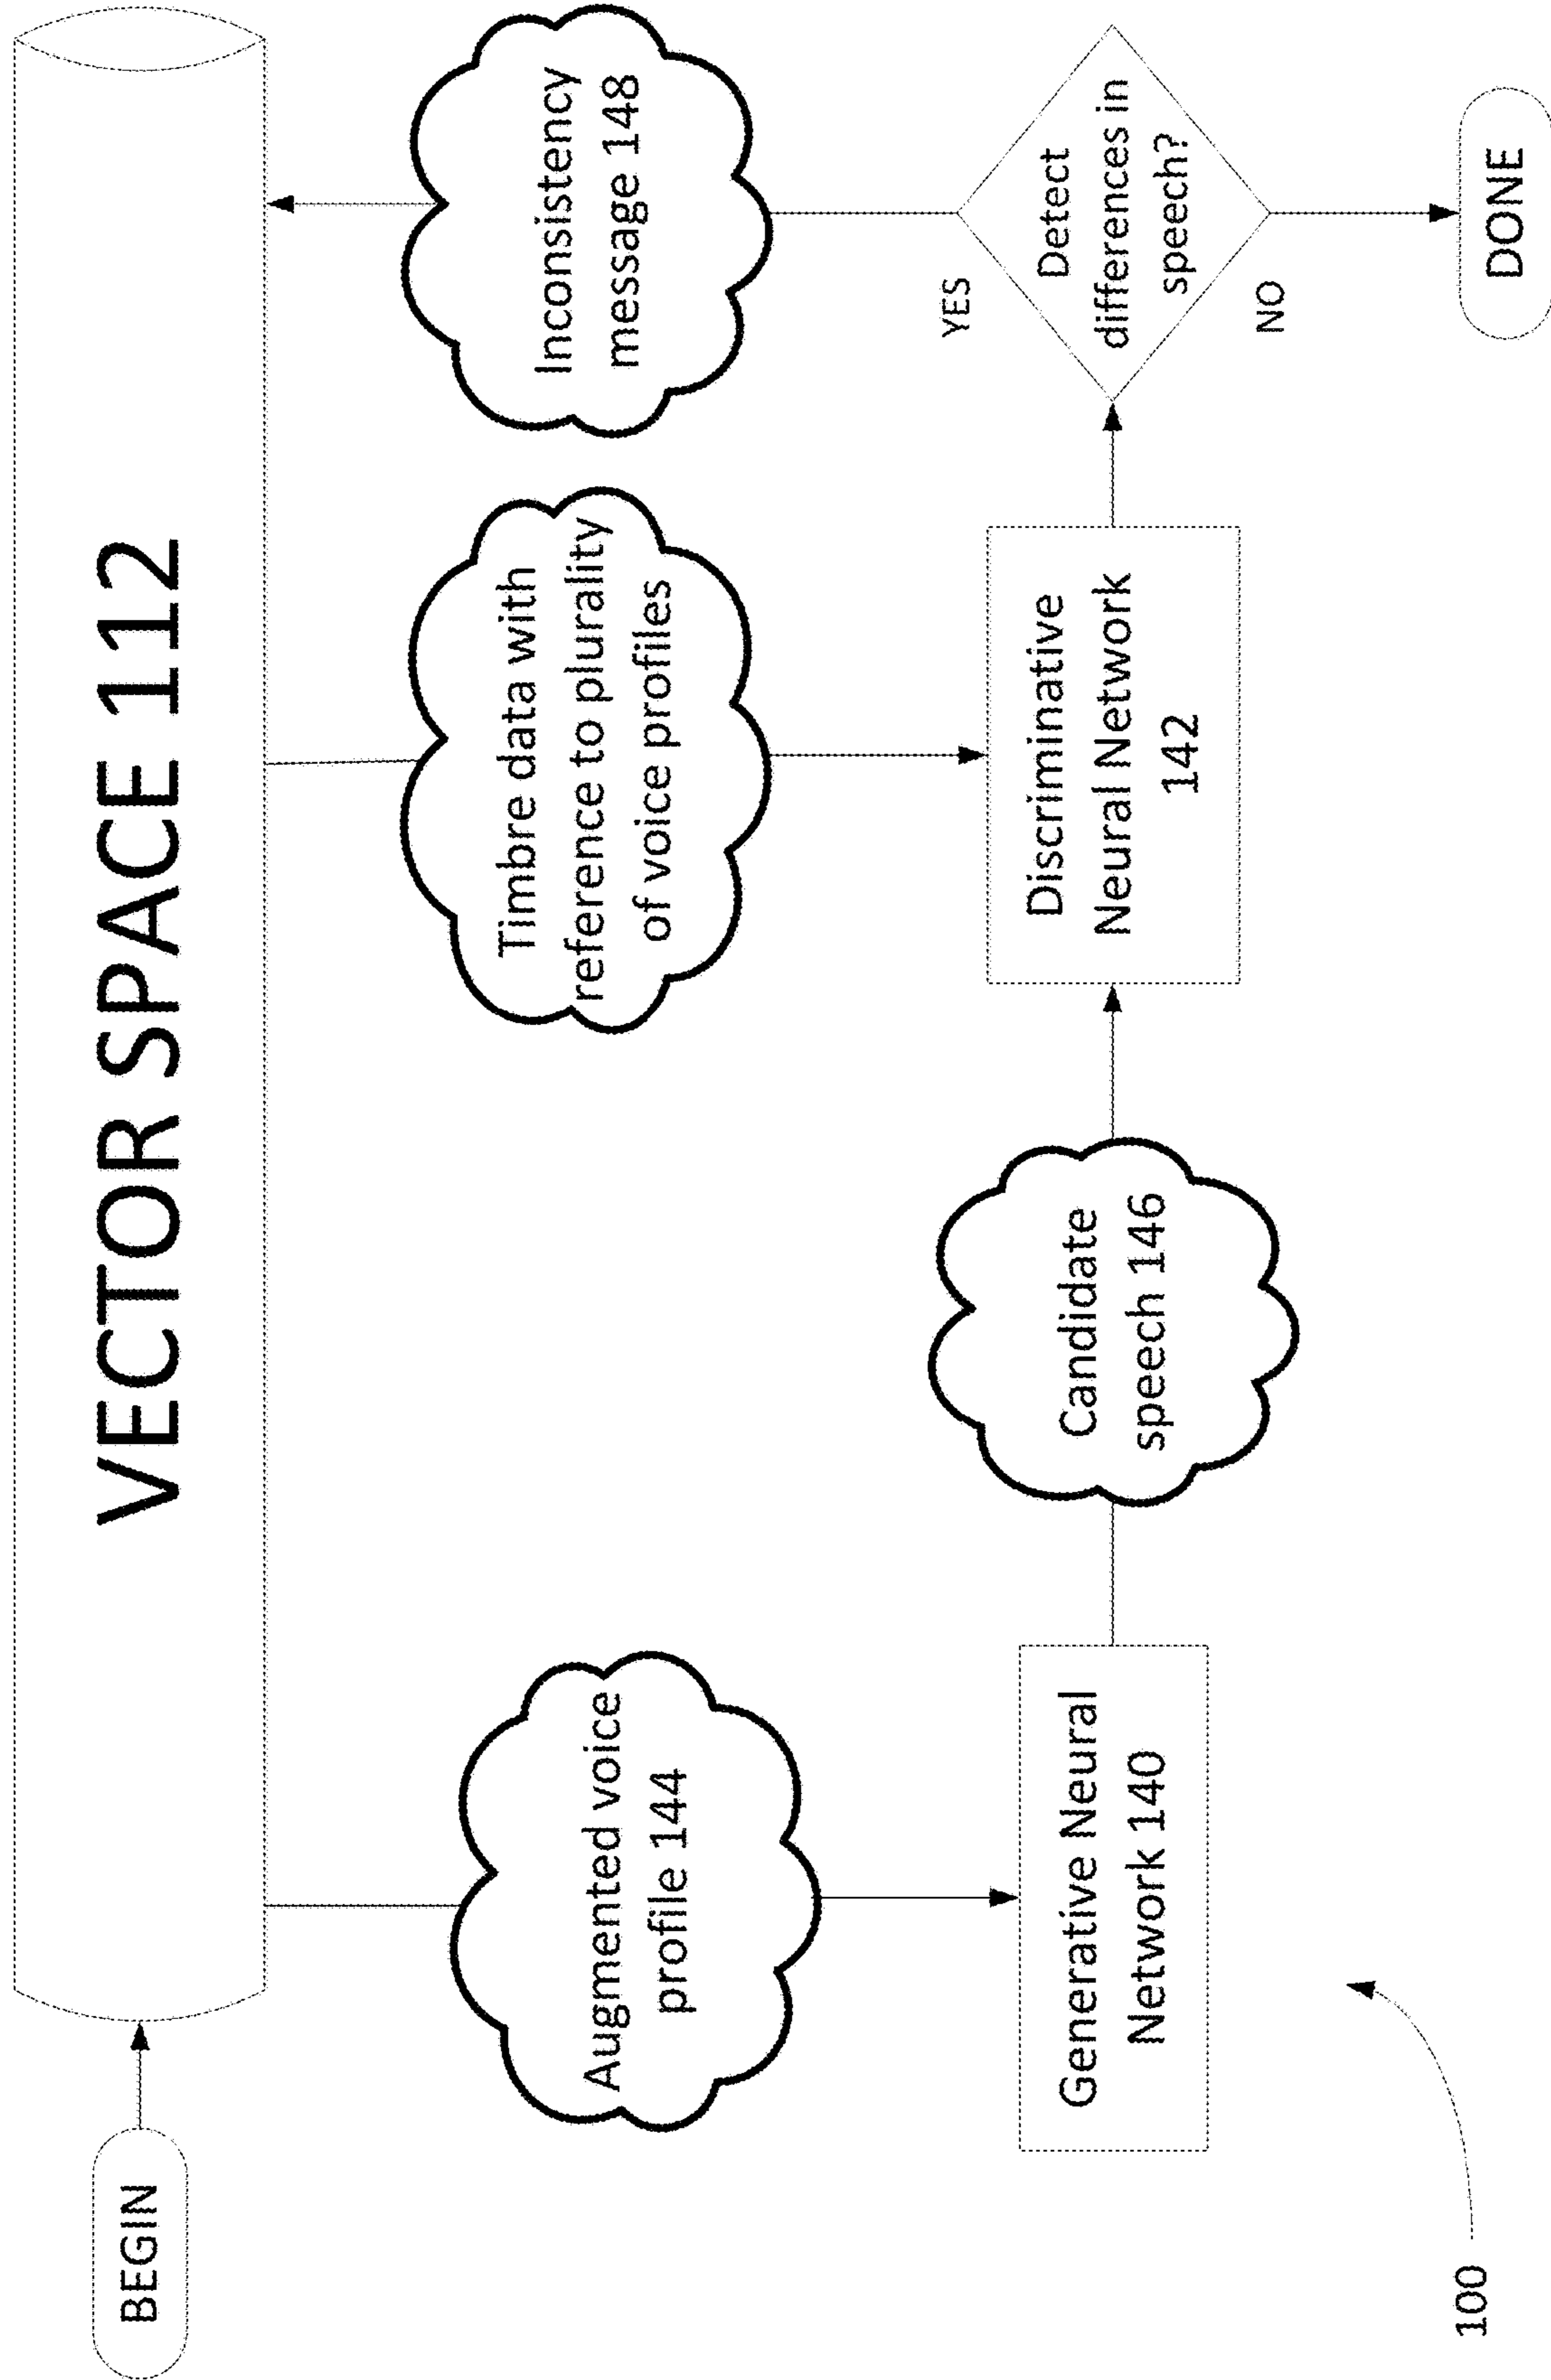 BEGIN
VECTOR SPACE 112
Augmented voice
profile 144
Timbre data with
reference to plurality
of voice profiles
Inconsistency
message 148
Generative Neural
Network 140
Candidate
speech 146
Discriminative
Neural Network
142
YES
Detect
differences in
speech?
NO
DONE
100